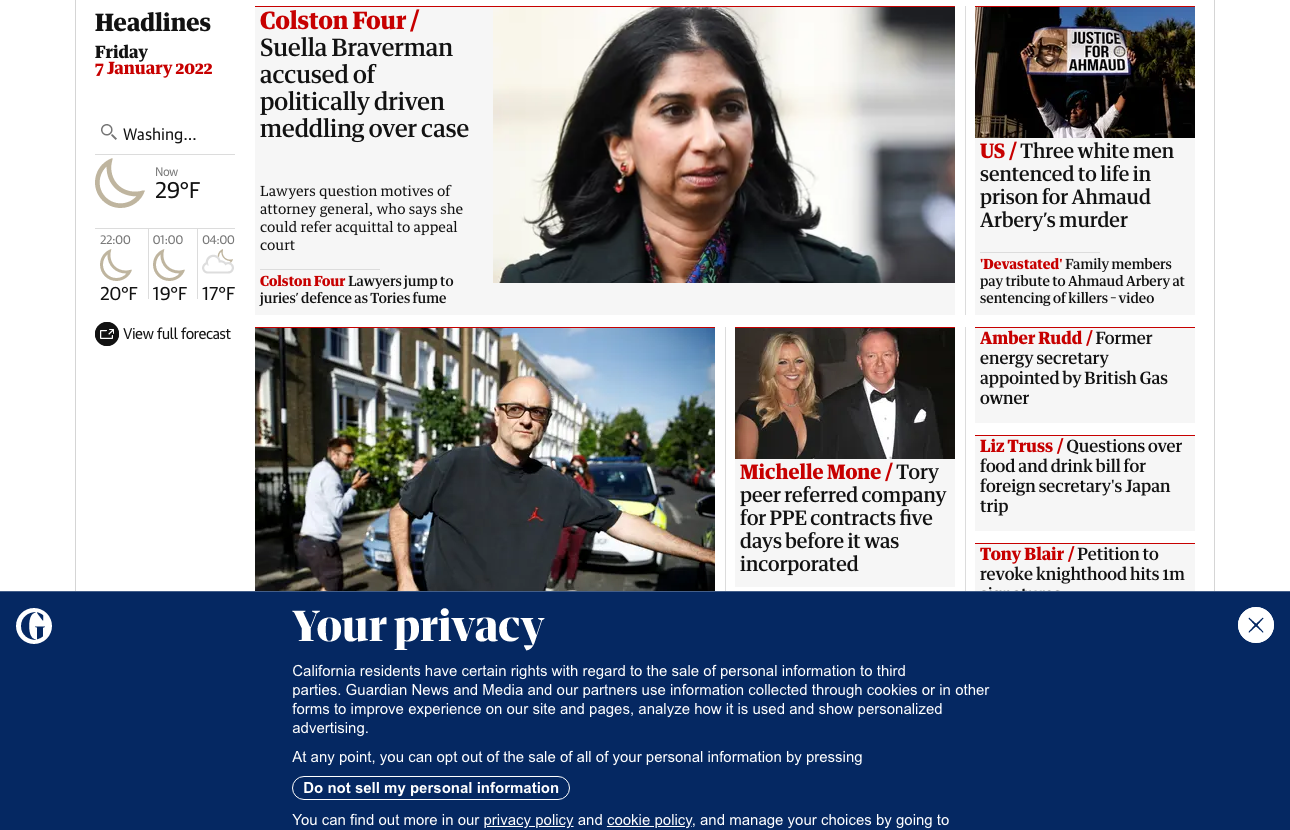 Headlines
Friday
7 January 2022
Washing...
Now
29°F
22:00
01:00
04:00
20°F
19°F
17°F
View full forecast
Colston Four /
Suella Braverman
accused of
politically driven
meddling over case
Lawyers question motives of
attorney general, who says she
could refer acquittal to appeal
court
Colston Four Lawyers jump to
juries’ defence as Tories fume
JUSTICE
FOR
AHMAUD
US / Three white men
sentenced to life in
prison for Ahmaud
Arbery’s murder
'Devastated' Family members
pay tribute to Ahmaud Arbery at
sentencing of killers – video
Michelle Mone / Tory
peer referred company
for PPE contracts five
days before it was
incorporated
Amber Rudd / Former
energy secretary
appointed by British Gas
owner
Liz Truss / Questions over
food and drink bill for
foreign secretary's Japan
trip
Tony Blair / Petition to
revoke knighthood hits 1m
G
Your privacy
California residents have certain rights with regard to the sale of personal information to third
parties. Guardian News and Media and our partners use information collected through cookies or in other
forms to improve experience on our site and pages, analyze how it is used and show personalized
advertising.
At any point, you can opt out of the sale of all of your personal information by pressing
Do not sell my personal information
You can find out more in our privacy policy and cookie policy, and manage your choices by going to